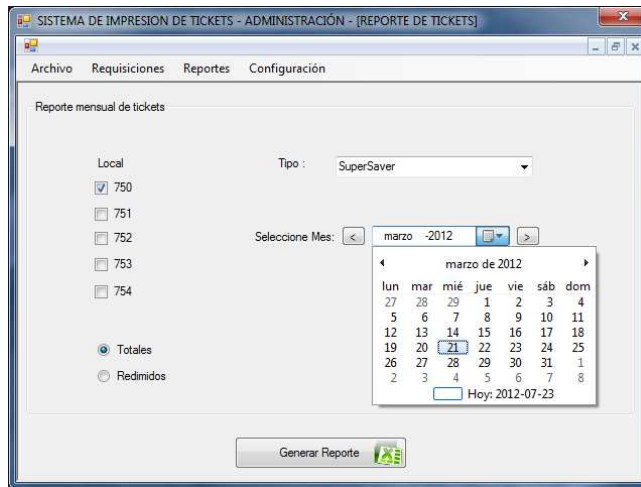 SISTEMA DE IMPRESION DE TICKETS - ADMINISTRACIÓN - [REPORTE DE TICKETS]
Archivo Requisiciones Reportes Configuración
Reporte mensual de tickets
Local
Tipo : SuperSaver
750
751
752
Seleccione Mes: < marzo -2012 >
753
754
marzo de 2012
lun mar mié jue vie sáb dom
27 28 29 1 2 3 4
5 6 7 8 9 10 11
12 13 14 15 16 17 18
19 20 21 22 23 24 25
26 27 28 29 30 31 1
2 3 4 5 6 7 8
Hoy: 2012-07-23
Totales
Redimidos
Generar Reporte